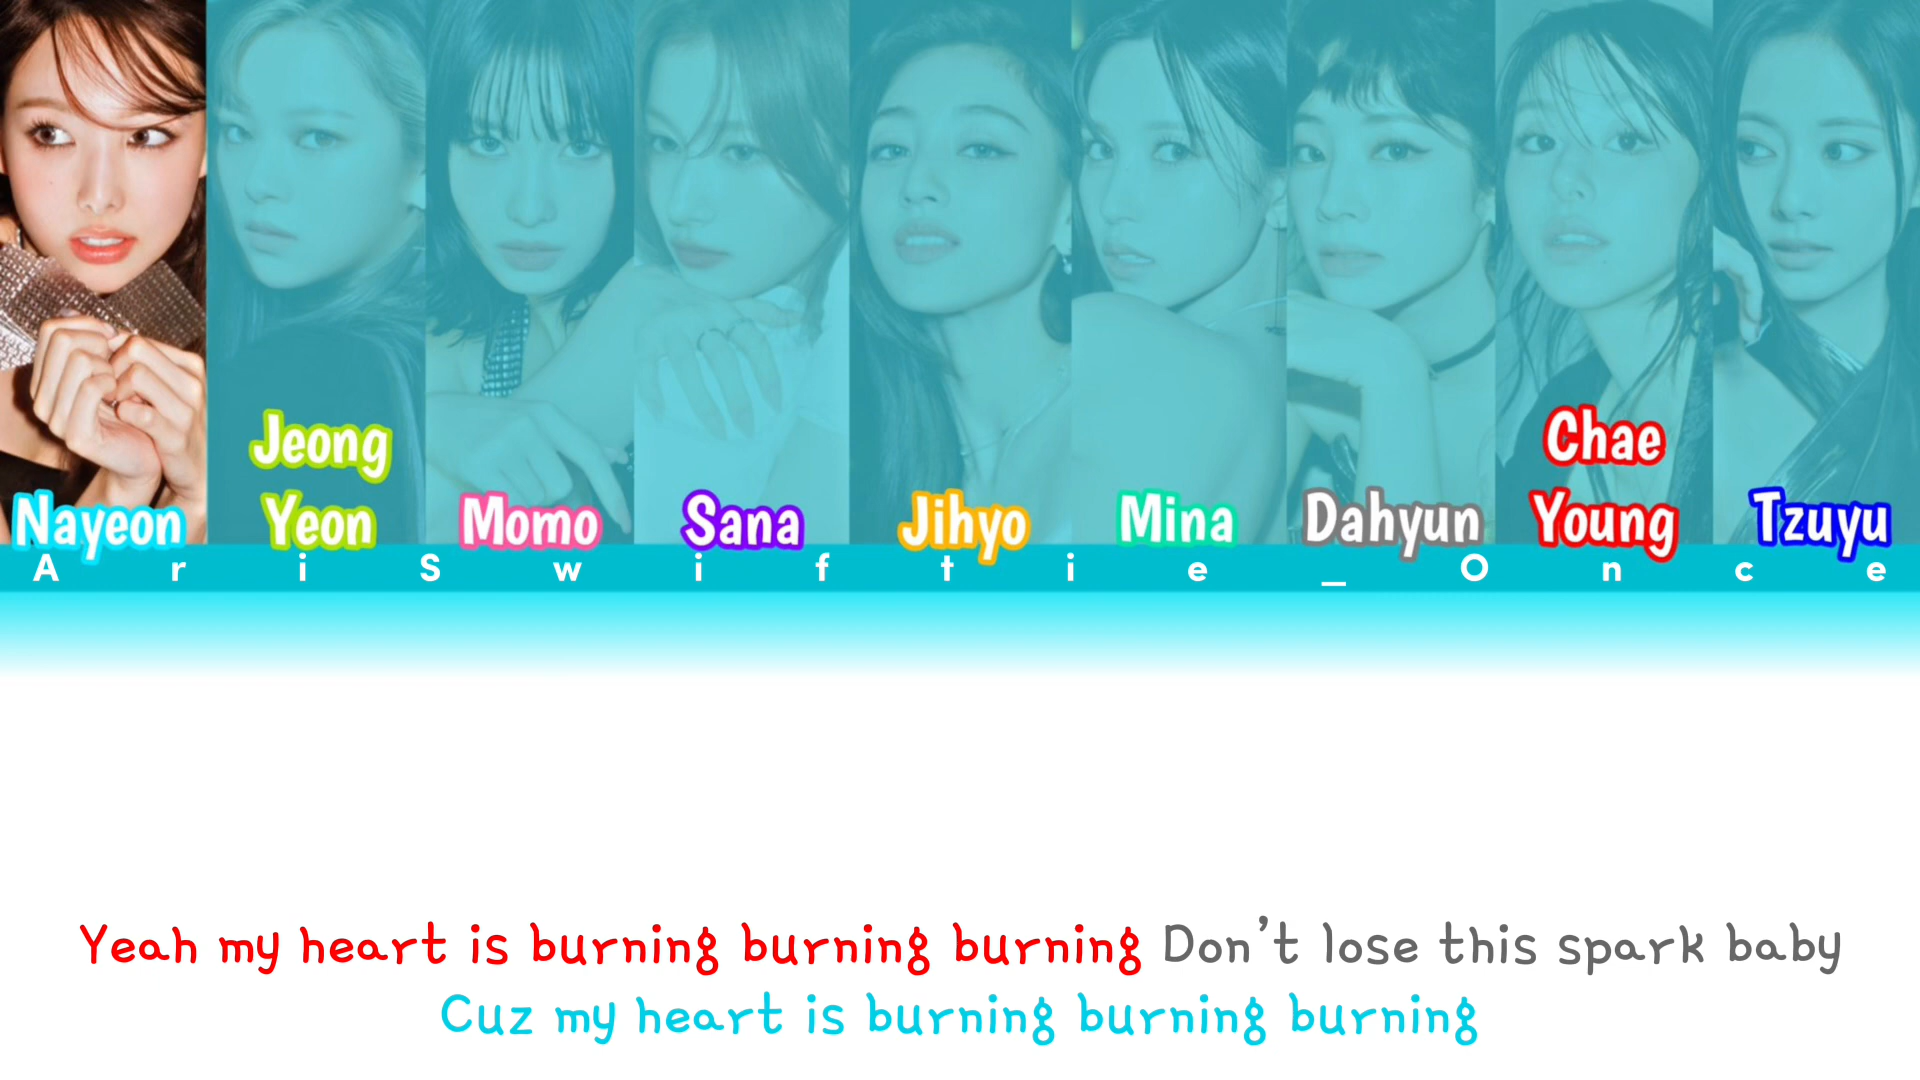 Nayeon
Jeong
Yeon
Momo
Sana
Jihyo
Mina
Dahyun
Chae
Young
Tzuyu
A r i S w i f t i e _ O n c e
Yeah my heart is burning burning burning Don't lose this spark baby
Cuz my heart is burning burning burning